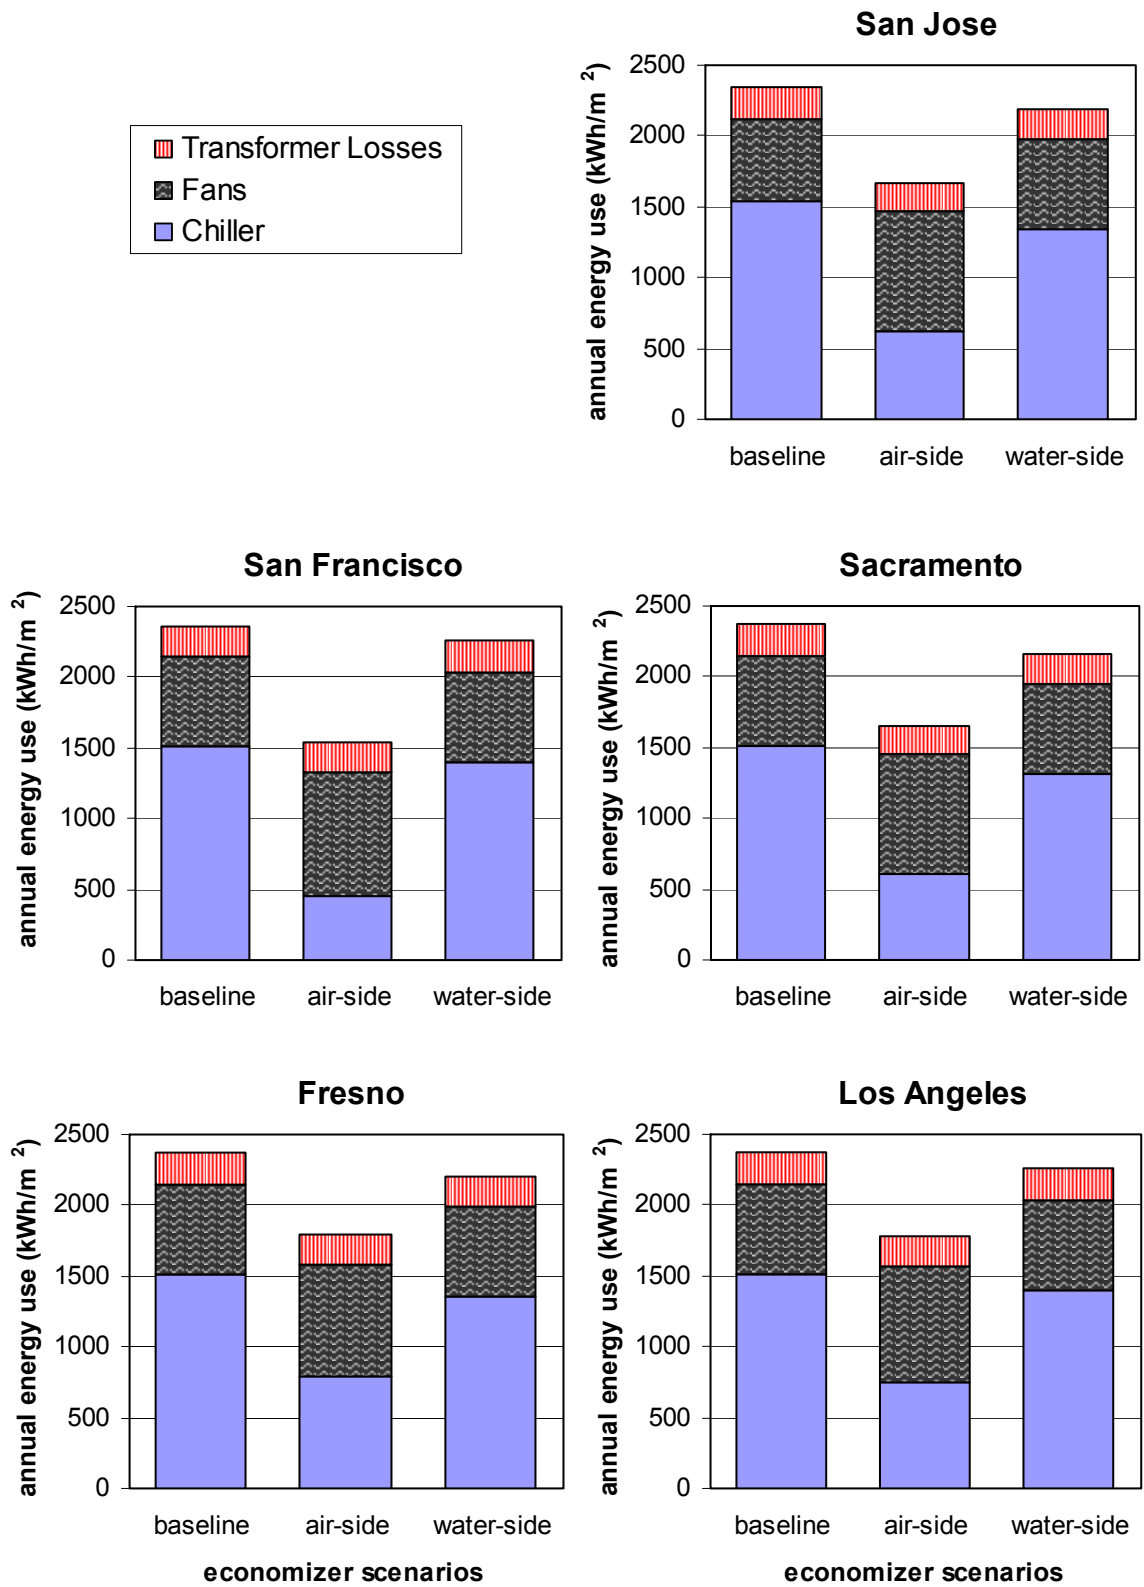 San Jose
Transformer Losses
Fans
Chiller
annual energy use (kWh/m ²)
2500
2000
1500
1000
500
0
baseline air-side water-side
San Francisco
annual energy use (kWh/m ²)
2500
2000
1500
1000
500
0
baseline air-side water-side
Sacramento
annual energy use (kWh/m ²)
2500
2000
1500
1000
500
0
baseline air-side water-side
Fresno
annual energy use (kWh/m ²)
2500
2000
1500
1000
500
0
baseline air-side water-side
economizer scenarios
Los Angeles
annual energy use (kWh/m ²)
2500
2000
1500
1000
500
0
baseline air-side water-side
economizer scenarios